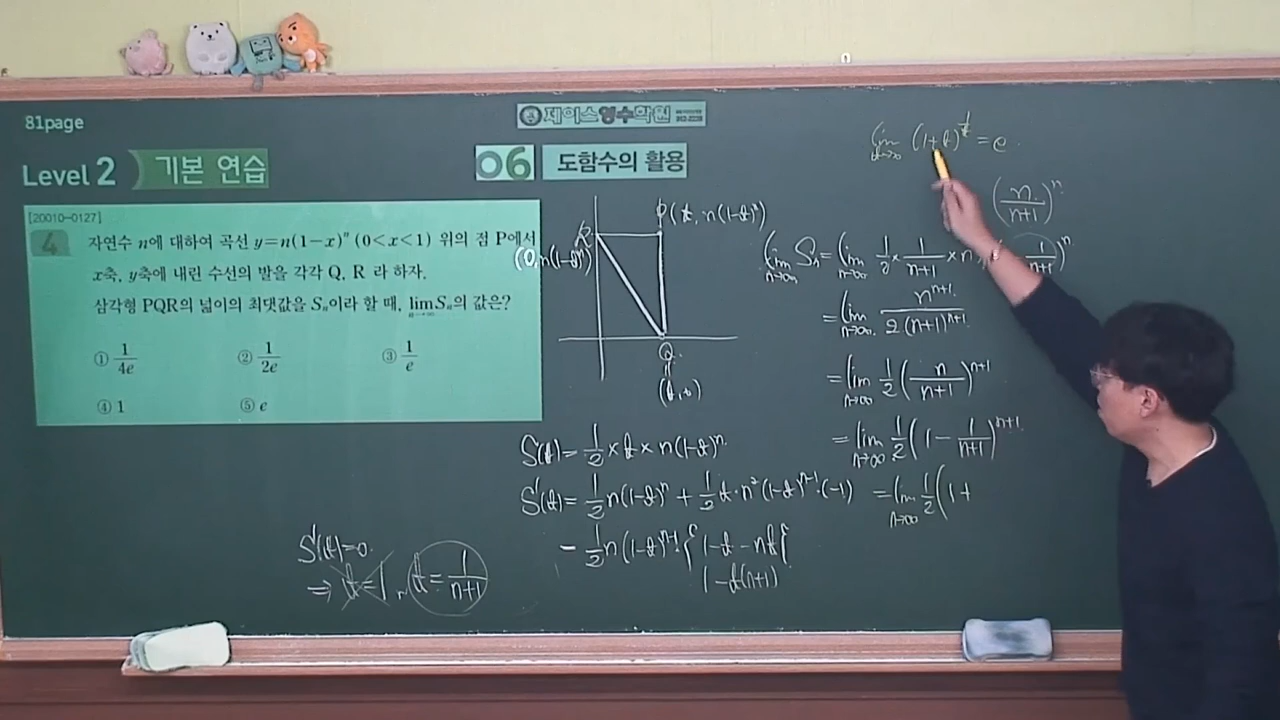 81page
제이스영수학원
Level 2 기본 연습
06 도함수의 활용
[20010-0127]
4 자연수 n에 대하여 곡선 y=n(1-x)ⁿ (0<x<1) 위의 점 P에서
x축, y축에 내린 수선의 발을 각각 Q, R 라 하자.
삼각형 PQR의 넓이의 최댓값을 Sₙ이라 할 때, lim Sₙ의 값은?
① 1/4e ② 1/2e ③ 1/e
④ 1 ⑤ e
R
P(t, n(1-t)ⁿ)
(0, n(1-t)ⁿ)
Q
=
(t, 0)
S(t) = 1/2 × t × n(1-t)ⁿ
S'(t) = 1/2 n(1-t)ⁿ + 1/2 t · n²(1-t)ⁿ⁻¹ · (-1)
= 1/2 n(1-t)ⁿ⁻¹ { 1-t-nt }
1-t(n+1)
S'(t)=0
⇒ t=1, t = 1/(n+1)
lim t→0 (1+t)^(1/t) = e
(n/(n+1))ⁿ
lim n→∞ Sₙ = lim n→∞ 1/2 × 1/(n+1) × n 1/(n+1))ⁿ
= lim n→∞ nⁿ⁺¹ / 2(n+1)ⁿ⁺¹
= lim n→∞ 1/2 (n/(n+1))ⁿ⁺¹
= lim n→∞ 1/2 (1 - 1/(n+1))ⁿ⁺¹
= lim n→∞ 1/2 (1+